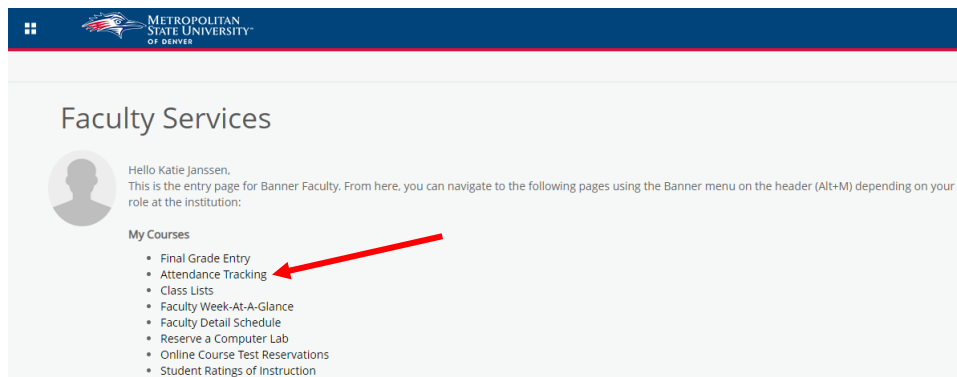 METROPOLITAN
STATE UNIVERSITY™
OF DENVER
Faculty Services
Hello Katie Janssen,
This is the entry page for Banner Faculty. From here, you can navigate to the following pages using the Banner menu on the header (Alt+M) depending on your
role at the institution:
My Courses
• Final Grade Entry
• Attendance Tracking
• Class Lists
• Faculty Week-At-A-Glance
• Faculty Detail Schedule
• Reserve a Computer Lab
• Online Course Test Reservations
• Student Ratings of Instruction